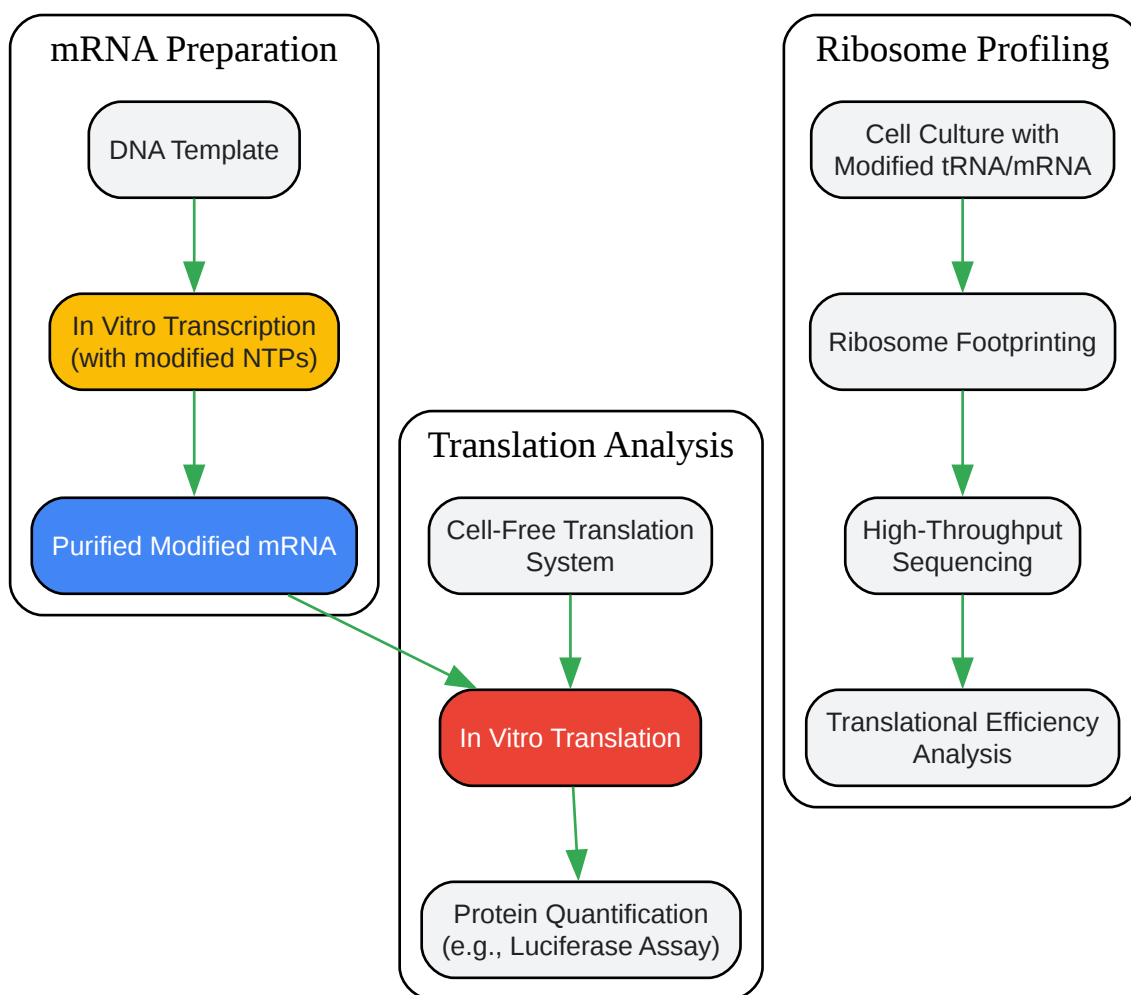 mRNA Preparation
DNA Template
In Vitro Transcription
(with modified NTPs)
Purified Modified mRNA
Translation Analysis
Cell-Free Translation
System
In Vitro Translation
Protein Quantification
(e.g., Luciferase Assay)
Ribosome Profiling
Cell Culture with
Modified tRNA/mRNA
Ribosome Footprinting
High-Throughput
Sequencing
Translational Efficiency
Analysis